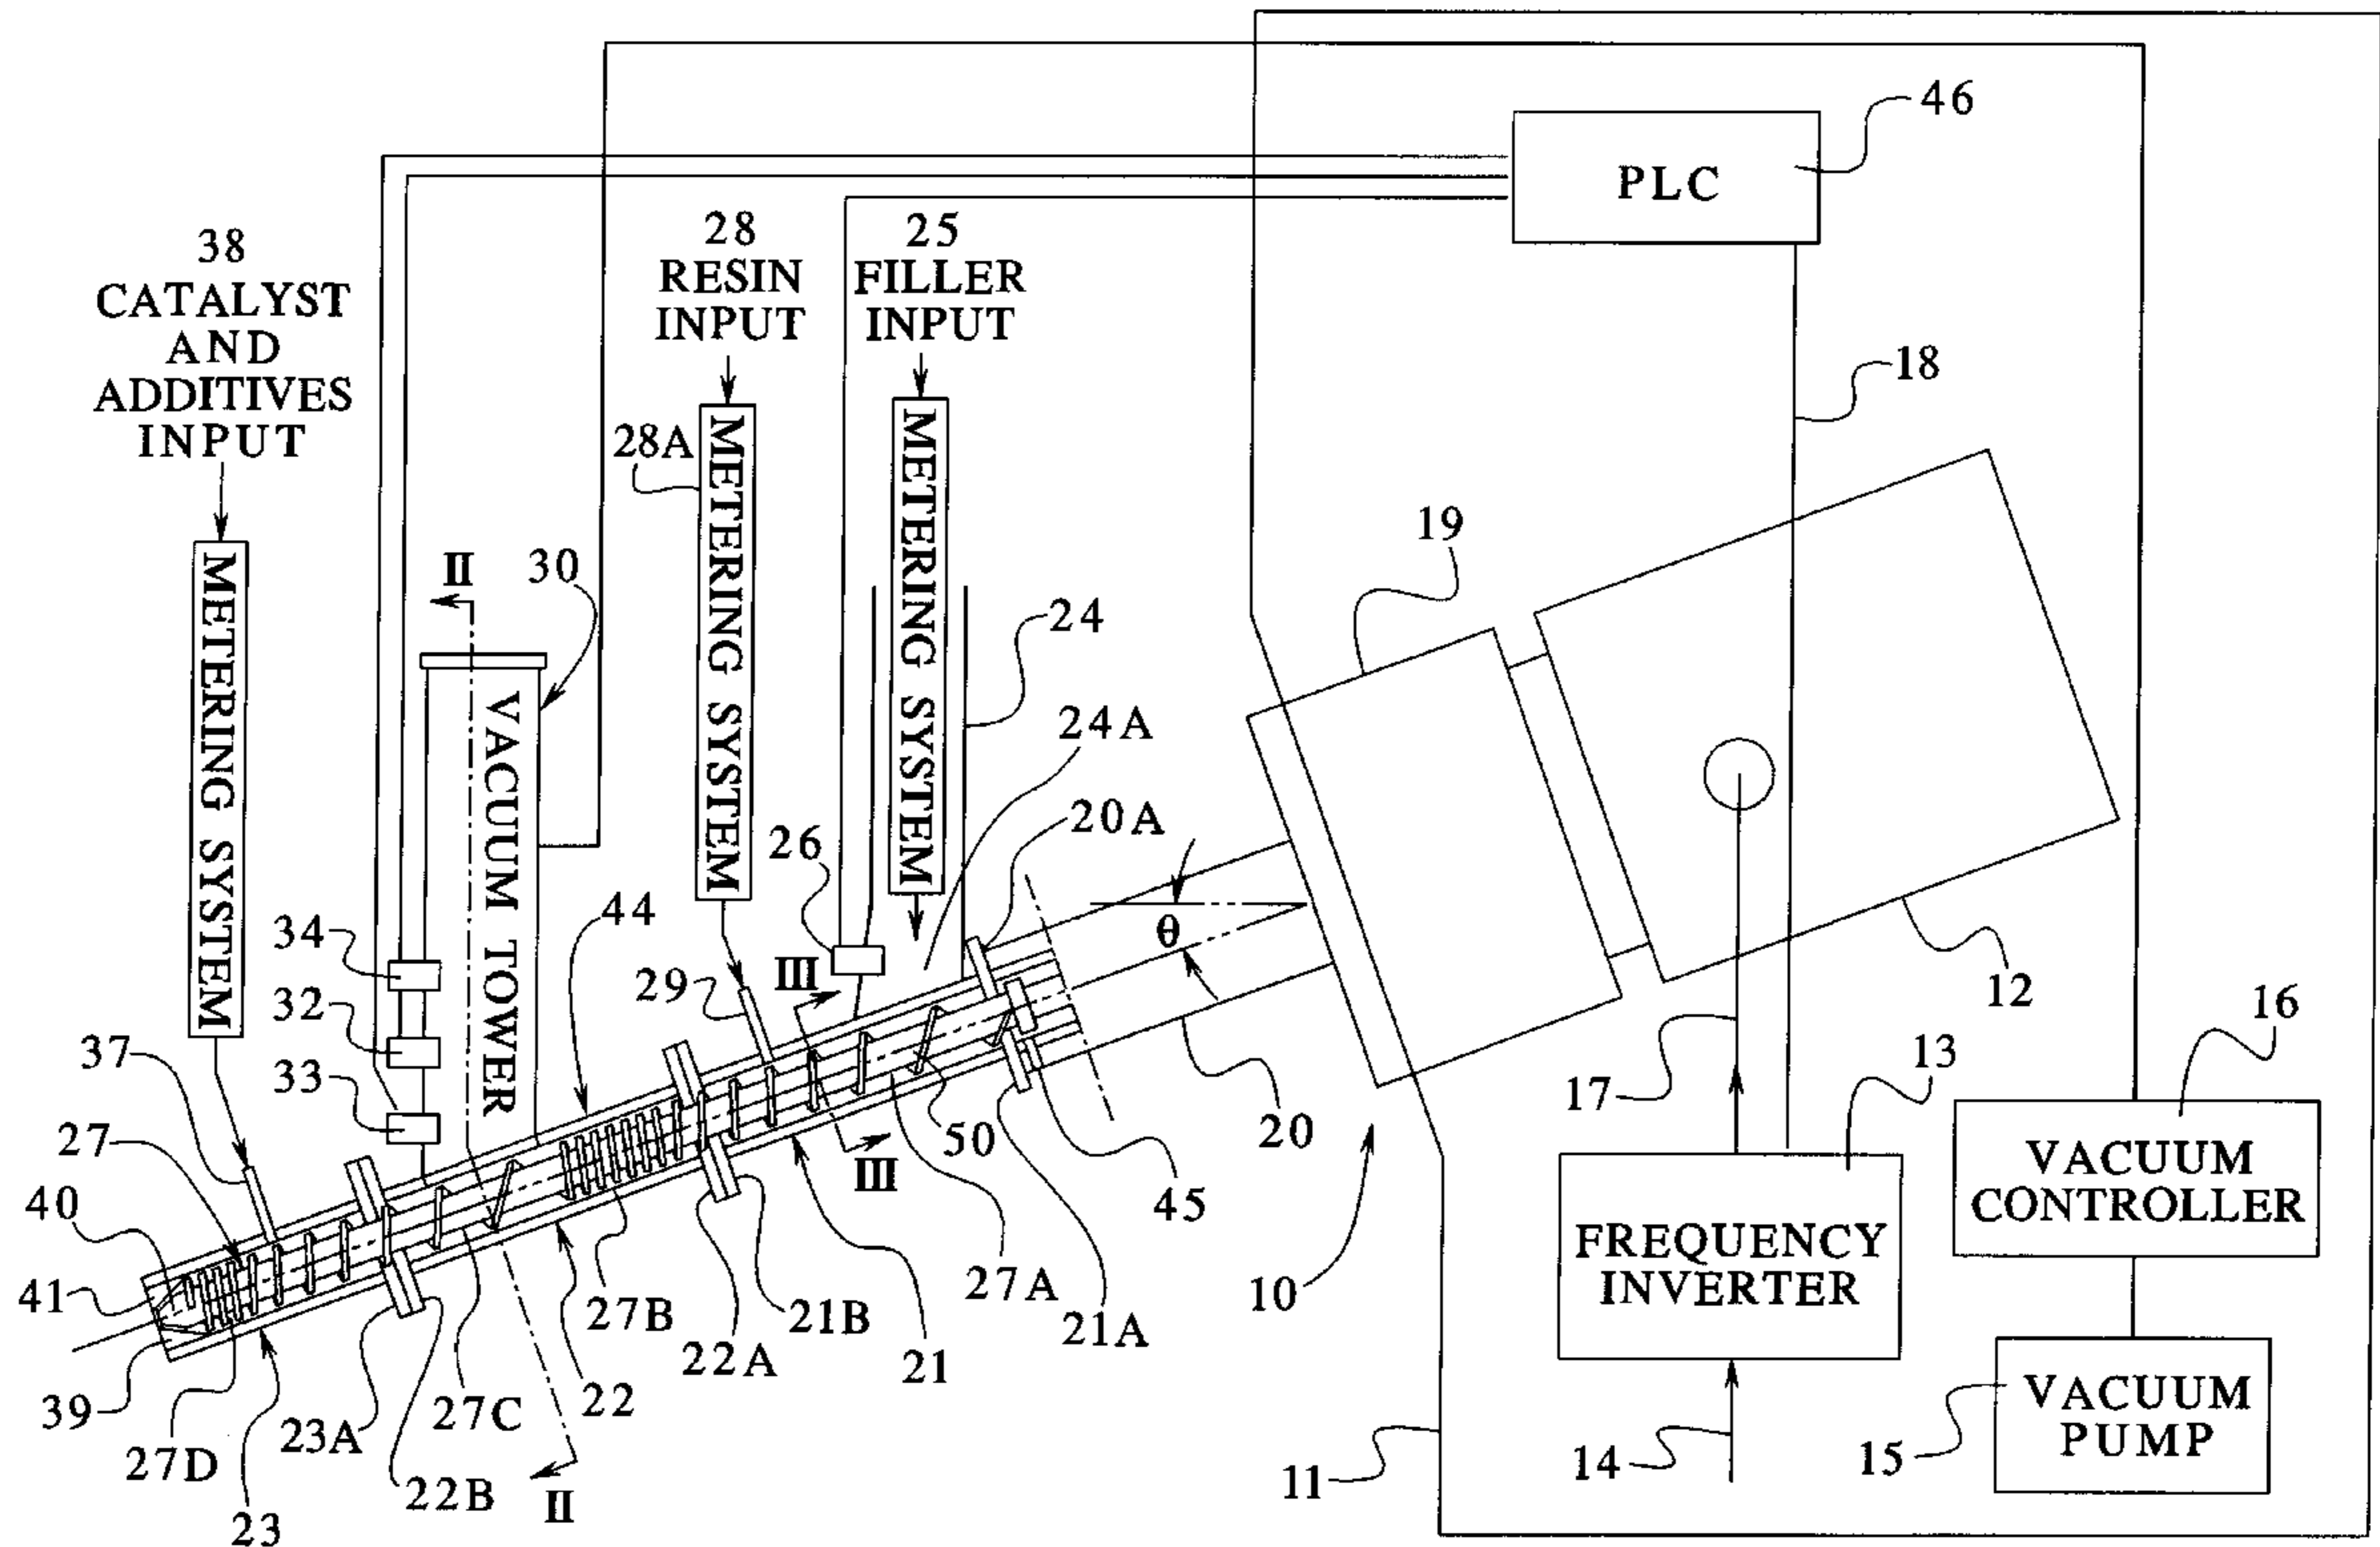 46
PLC
38
CATALYST
AND
ADDITIVES
INPUT
28
RESIN
INPUT
25
FILLER
INPUT
18
28A
METERING SYSTEM
METERING SYSTEM
METERING SYSTEM
19
II
30
24
VACUUM TOWER
24A
20A
26
44
θ
34
III
29
12
32
16
37
33
13
17
50
20
27
III
45
VACUUM
CONTROLLER
40
FREQUENCY
INVERTER
41
27B
21B
27A
10
21A
22A
21
39
22
27C
23A
VACUUM
PUMP
27D
14
15
11
22B
II
23